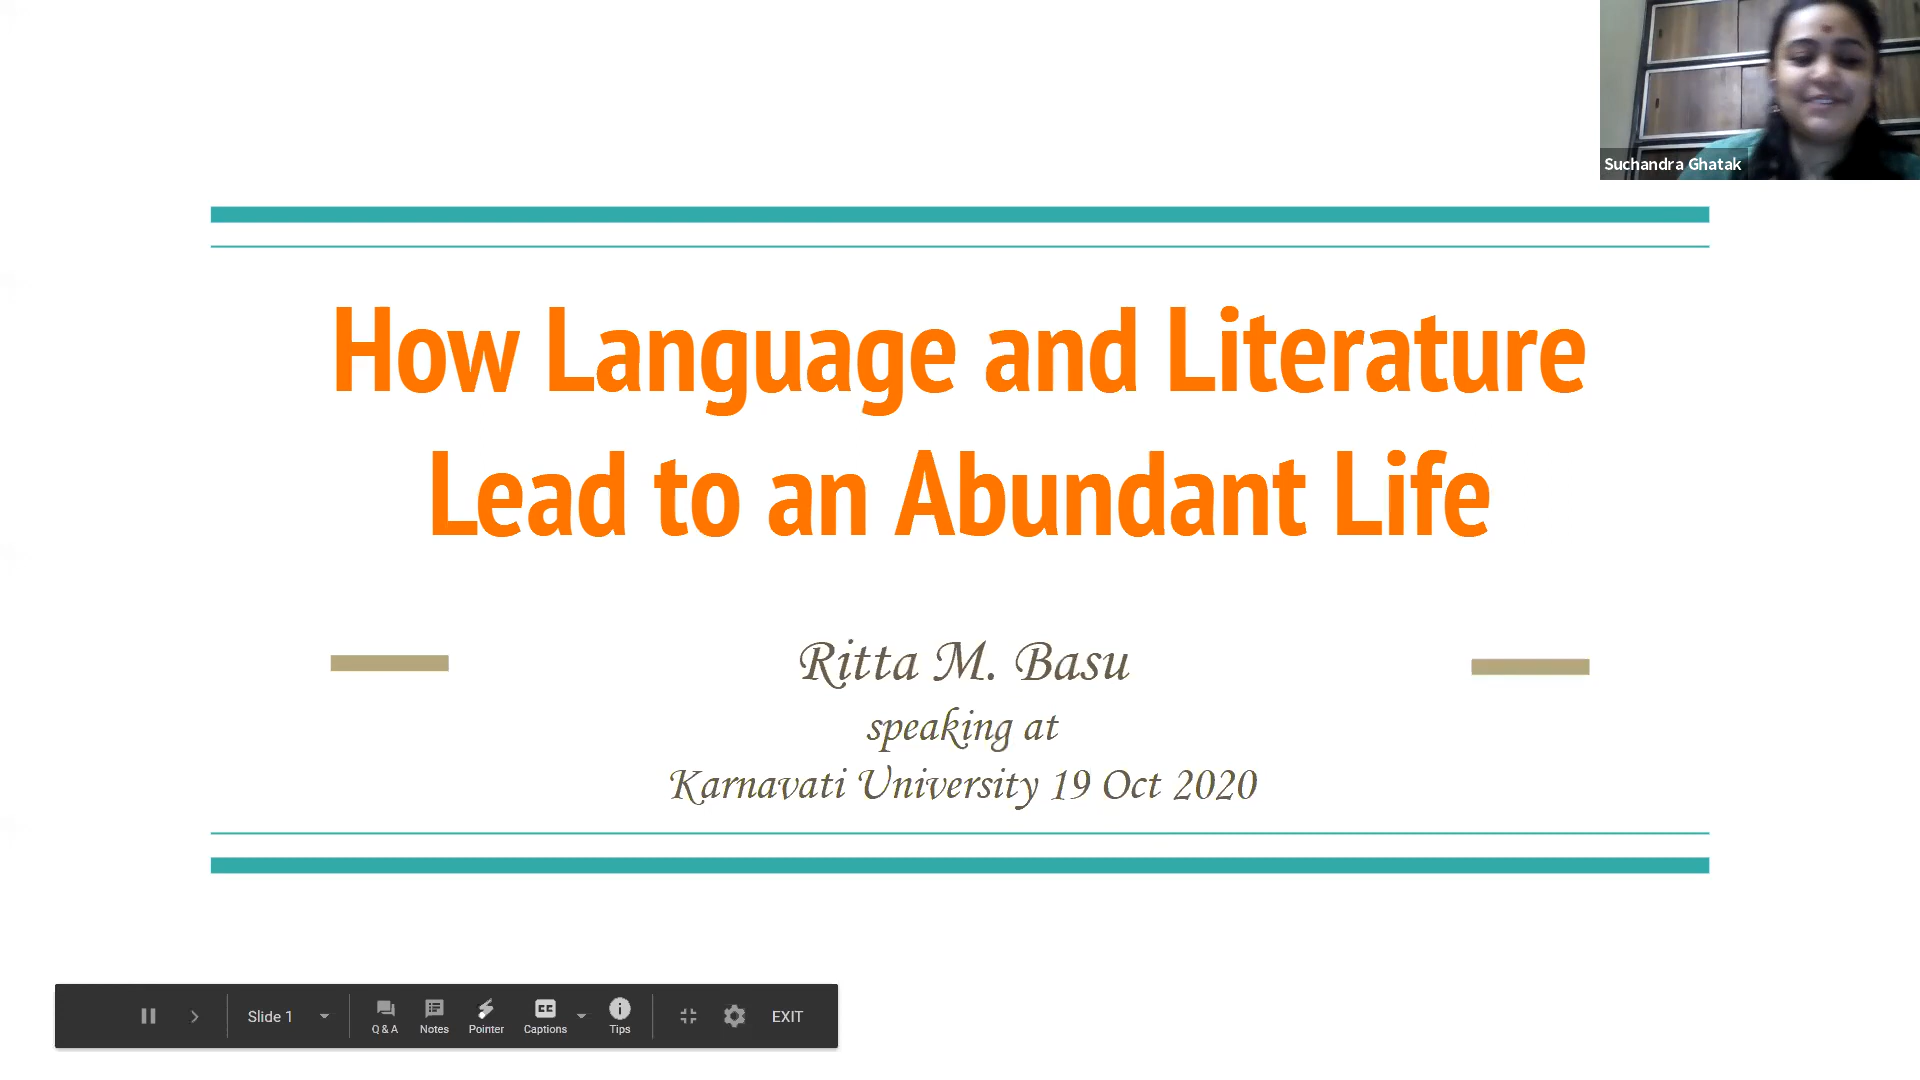 Suchandra Ghatak
How Language and Literature
Lead to an Abundant Life
Ritta M. Basu
speaking at
Karnavati University 19 Oct 2020
Slide 1
Q & A
Notes
Pointer
CC
Captions
Tips
EXIT